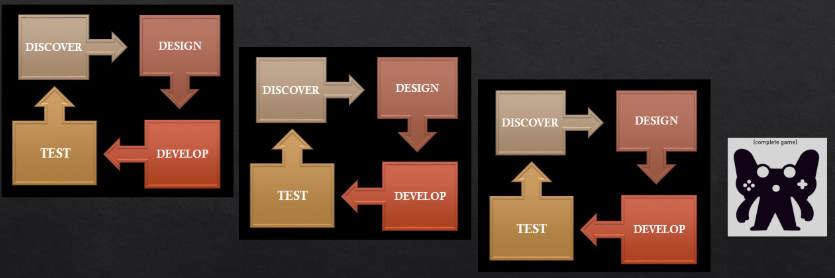 DISCOVER
DESIGN
TEST
DEVELOP
DISCOVER
DESIGN
TEST
DEVELOP
DISCOVER
DESIGN
TEST
DEVELOP
(complete game)